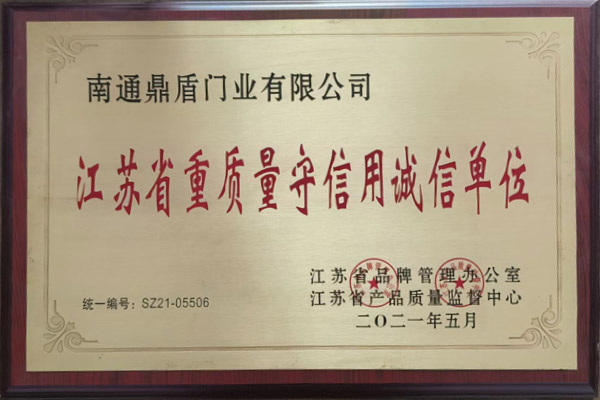 南通鼎盾门业有限公司
江苏省重质量守信用诚信单位
江苏省品牌管理办公室
江苏省产品质量监督中心
统一编号：SZ21-05506
二〇二一年五月